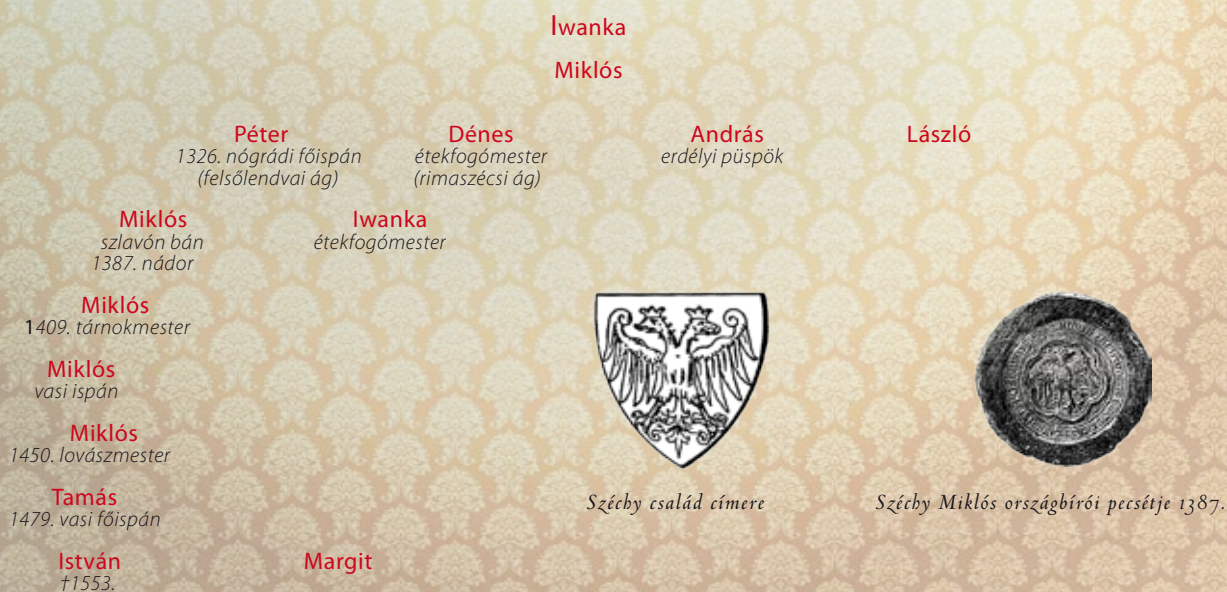 Iwanka
Miklós
Péter
1326. nógrádi főispán
(felsőlendvai ág)
Dénes
étekfogómester
(rimaszécsi ág)
András
erdélyi püspök
László
Miklós
szlavón bán
1387. nádor
Iwanka
étekfogómester
Miklós
1409. tárnokmester
Miklós
vasi ispán
Miklós
1450. lovászmester
Tamás
1479. vasi főispán
István
†1553.
Margit
Széchy család címere
Széchy Miklós országbírói pecsétje 1387.